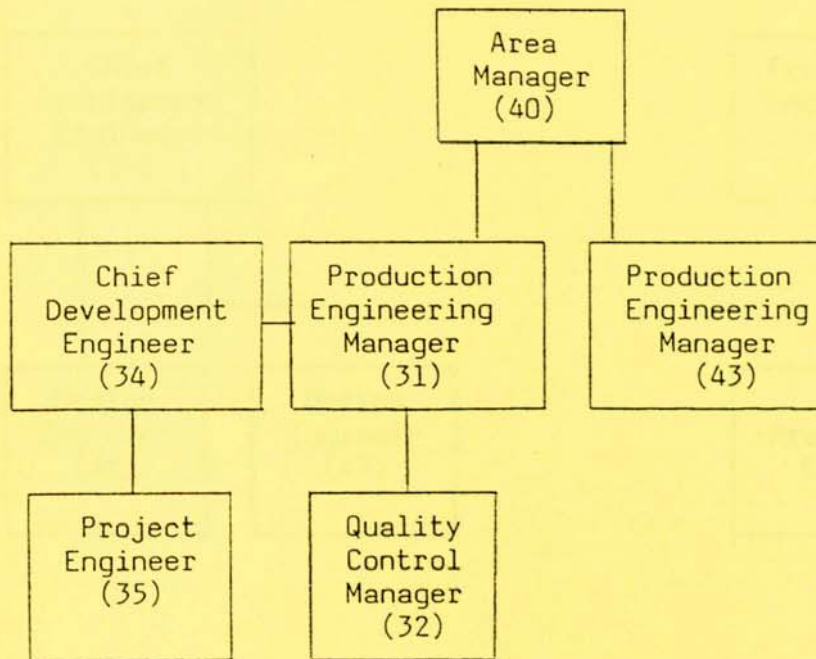 Area
Manager
(40)
Chief
Development
Engineer
(34)
Production
Engineering
Manager
(31)
Production
Engineering
Manager
(43)
Project
Engineer
(35)
Quality
Control
Manager
(32)